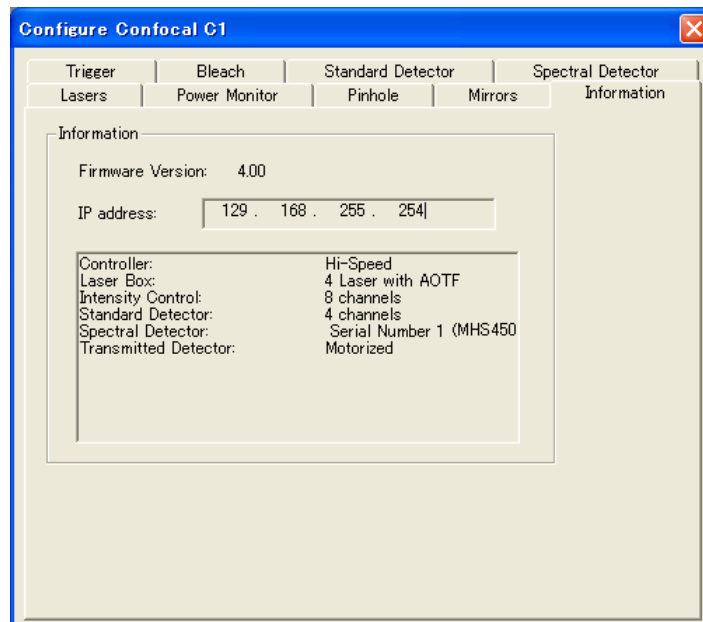 Configure Confocal C1
Trigger Bleach Standard Detector Spectral Detector
Lasers Power Monitor Pinhole Mirrors Information
Information
Firmware Version: 4.00
IP address: 129 . 168 . 255 . 254
Controller: Hi-Speed
Laser Box: 4 Laser with AOTF
Intensity Control: 8 channels
Standard Detector: 4 channels
Spectral Detector: Serial Number 1 (MHS450
Transmitted Detector: Motorized